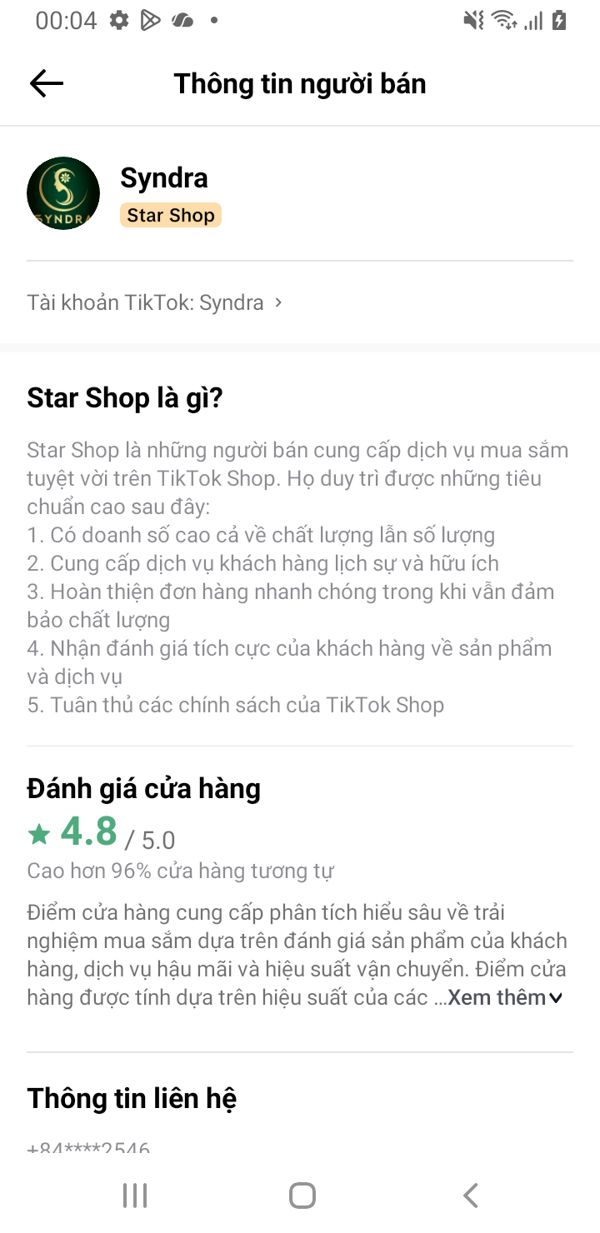 00:04
Thông tin người bán
SYNDRA
Syndra
Star Shop
Tài khoản TikTok: Syndra >
Star Shop là gì?
Star Shop là những người bán cung cấp dịch vụ mua sắm
tuyệt vời trên TikTok Shop. Họ duy trì được những tiêu
chuẩn cao sau đây:
1. Có doanh số cao cả về chất lượng lẫn số lượng
2. Cung cấp dịch vụ khách hàng lịch sự và hữu ích
3. Hoàn thiện đơn hàng nhanh chóng trong khi vẫn đảm
bảo chất lượng
4. Nhận đánh giá tích cực của khách hàng về sản phẩm
và dịch vụ
5. Tuân thủ các chính sách của TikTok Shop
Đánh giá cửa hàng
4.8 / 5.0
Cao hơn 96% cửa hàng tương tự
Điểm cửa hàng cung cấp phân tích hiểu sâu về trải
nghiệm mua sắm dựa trên đánh giá sản phẩm của khách
hàng, dịch vụ hậu mãi và hiệu suất vận chuyển. Điểm cửa
hàng được tính dựa trên hiệu suất của các ...Xem thêm
Thông tin liên hệ
+84****2546